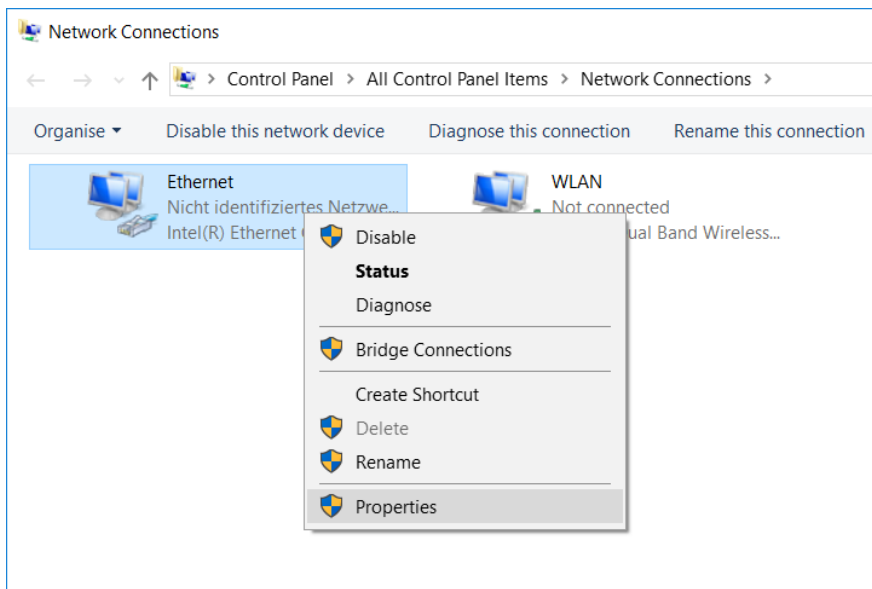 Network Connections
Control Panel > All Control Panel Items > Network Connections >
Organise Disable this network device Diagnose this connection Rename this connection
Ethernet
Nicht identifiziertes Netzwe...
Intel(R) Ethernet
WLAN
Not connected
ual Band Wireless...
Disable
Status
Diagnose
Bridge Connections
Create Shortcut
Delete
Rename
Properties